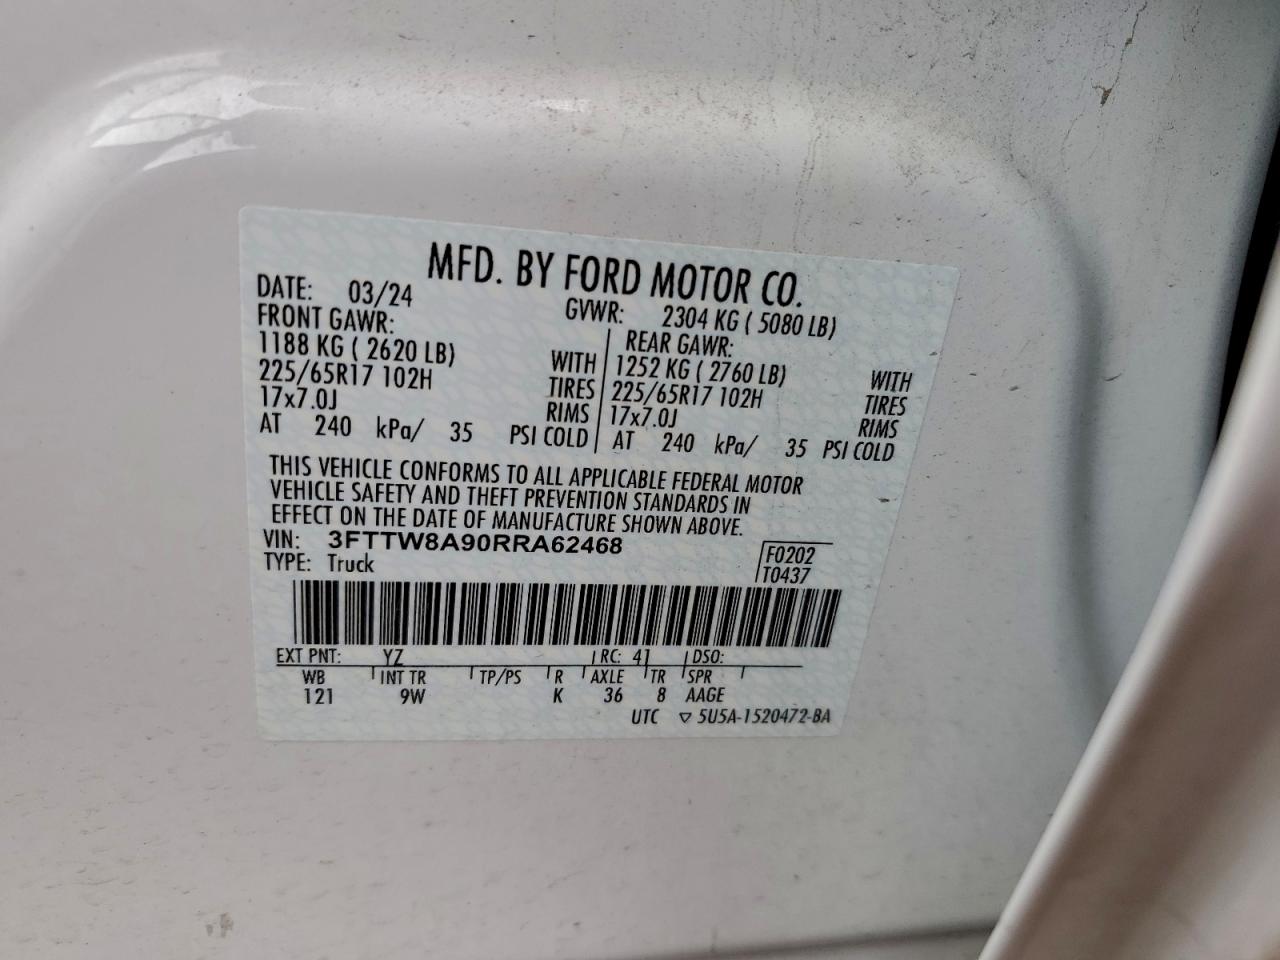 MFD. BY FORD MOTOR CO.
DATE: 03/24 GVWR: 2304 KG ( 5080 LB)
FRONT GAWR: REAR GAWR:
1188 KG ( 2620 LB) WITH 1252 KG ( 2760 LB) WITH
225/65R17 102H TIRES 225/65R17 102H TIRES
17x7.0J RIMS 17x7.0J RIMS
AT 240 kPa/ 35 PSI COLD AT 240 kPa/ 35 PSI COLD
THIS VEHICLE CONFORMS TO ALL APPLICABLE FEDERAL MOTOR
VEHICLE SAFETY AND THEFT PREVENTION STANDARDS IN
EFFECT ON THE DATE OF MANUFACTURE SHOWN ABOVE.
VIN: 3FTTW8A90RRA62468 F0202
TYPE: Truck T0437
EXT PNT: YZ RC: 41 DSO:
WB INT TR TP/PS R AXLE TR SPR
121 9W K 36 8 AAGE
UTC ▽ 5U5A-1520472-BA